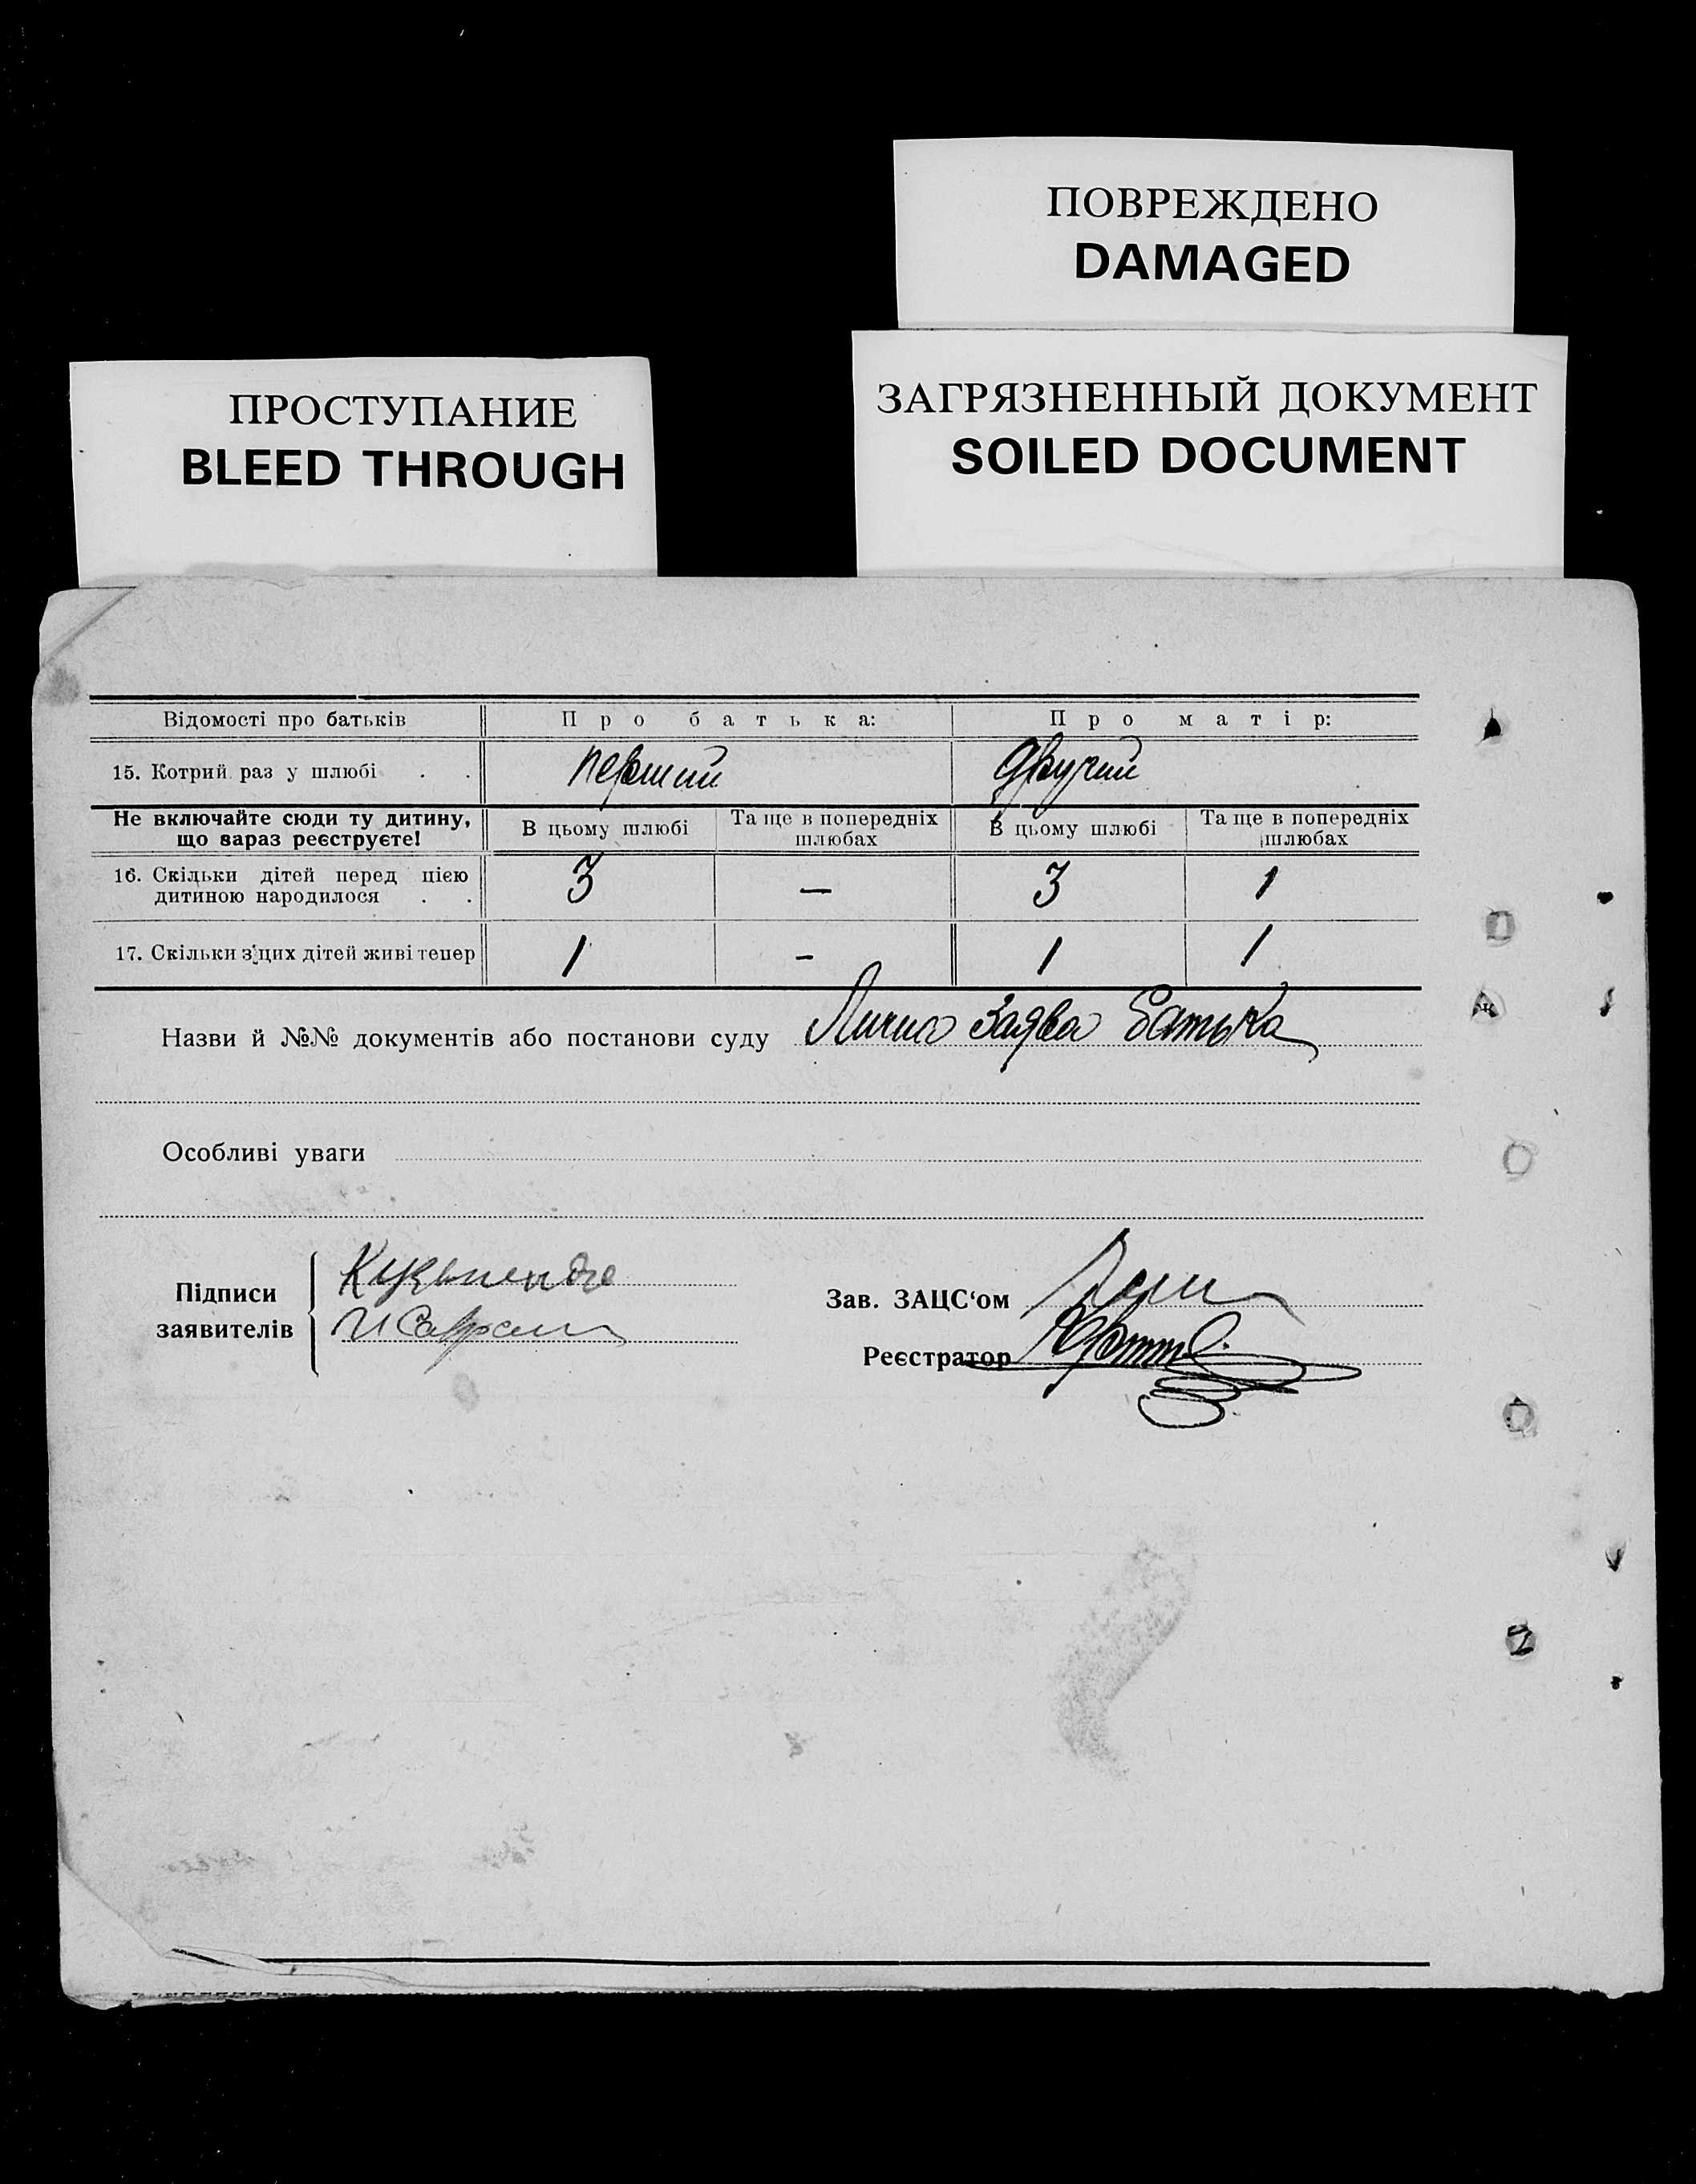 ПОВРЕЖДЕНО
DAMAGED
ПРОСТУПАНИЕ
BLEED THROUGH
ЗАГРЯЗНЕННЫЙ ДОКУМЕНТ
SOILED DOCUMENT
Відомості про батьків Про батька: Про матір:
15. Котрий раз у шлюбі . . перший другий
Не включайте сюди ту дитину, що зараз реєструєте! В цьому шлюбі Та ще в попередніх шлюбах В цьому шлюбі Та ще в попередніх шлюбах
16. Скільки дітей перед цією
дитиною народилося . . 3 — 3 1
17. Скільки з цих дітей живі тепер 1 - 1 1
Назви й №№ документів або постанови суду Лично заява батька
Особливі уваги
Підписи
заявителів
Зав. ЗАЦС‘ом
Реєстратор